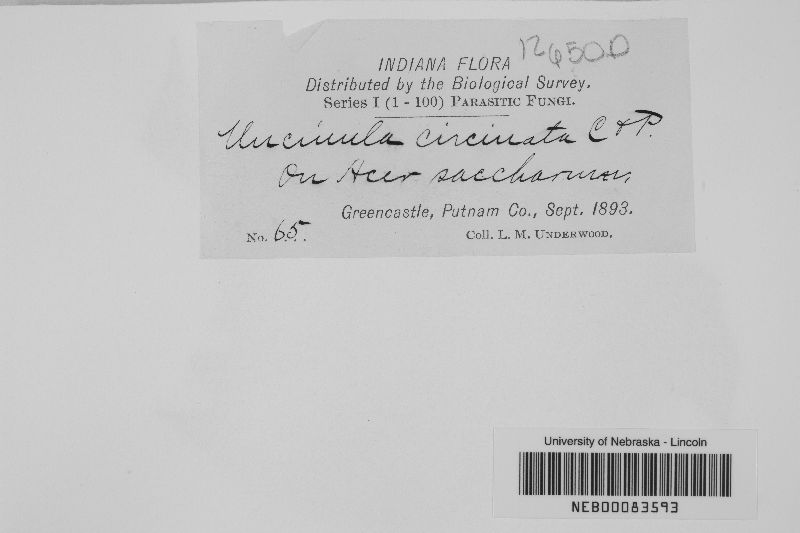 126500
INDIANA FLORA
Distributed by the Biological Survey.
Series I (1 - 100) PARASITIC FUNGI.
Uncinula circinata C & P.
On Acer saccharum,
Greencastle, Putnam Co., Sept. 1893.
No. 65.
Coll. L. M. UNDERWOOD.
University of Nebraska - Lincoln
NEB00083593